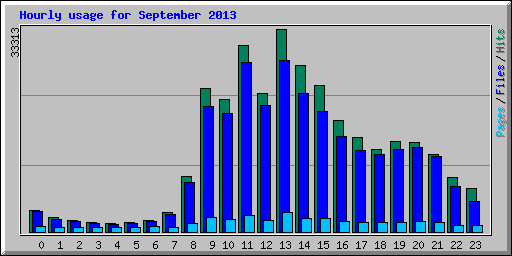 Hourly usage for September 2013
33313
Pages / Files / Hits
0 1 2 3 4 5 6 7 8 9 10 11 12 13 14 15 16 17 18 19 20 21 22 23